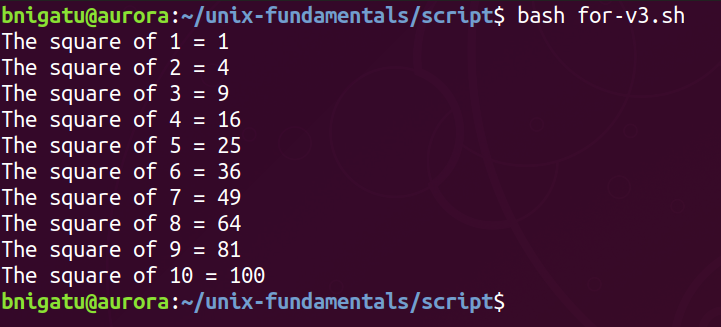 bnigatu@aurora:~/unix-fundamentals/script$ bash for-v3.sh
The square of 1 = 1
The square of 2 = 4
The square of 3 = 9
The square of 4 = 16
The square of 5 = 25
The square of 6 = 36
The square of 7 = 49
The square of 8 = 64
The square of 9 = 81
The square of 10 = 100
bnigatu@aurora:~/unix-fundamentals/script$